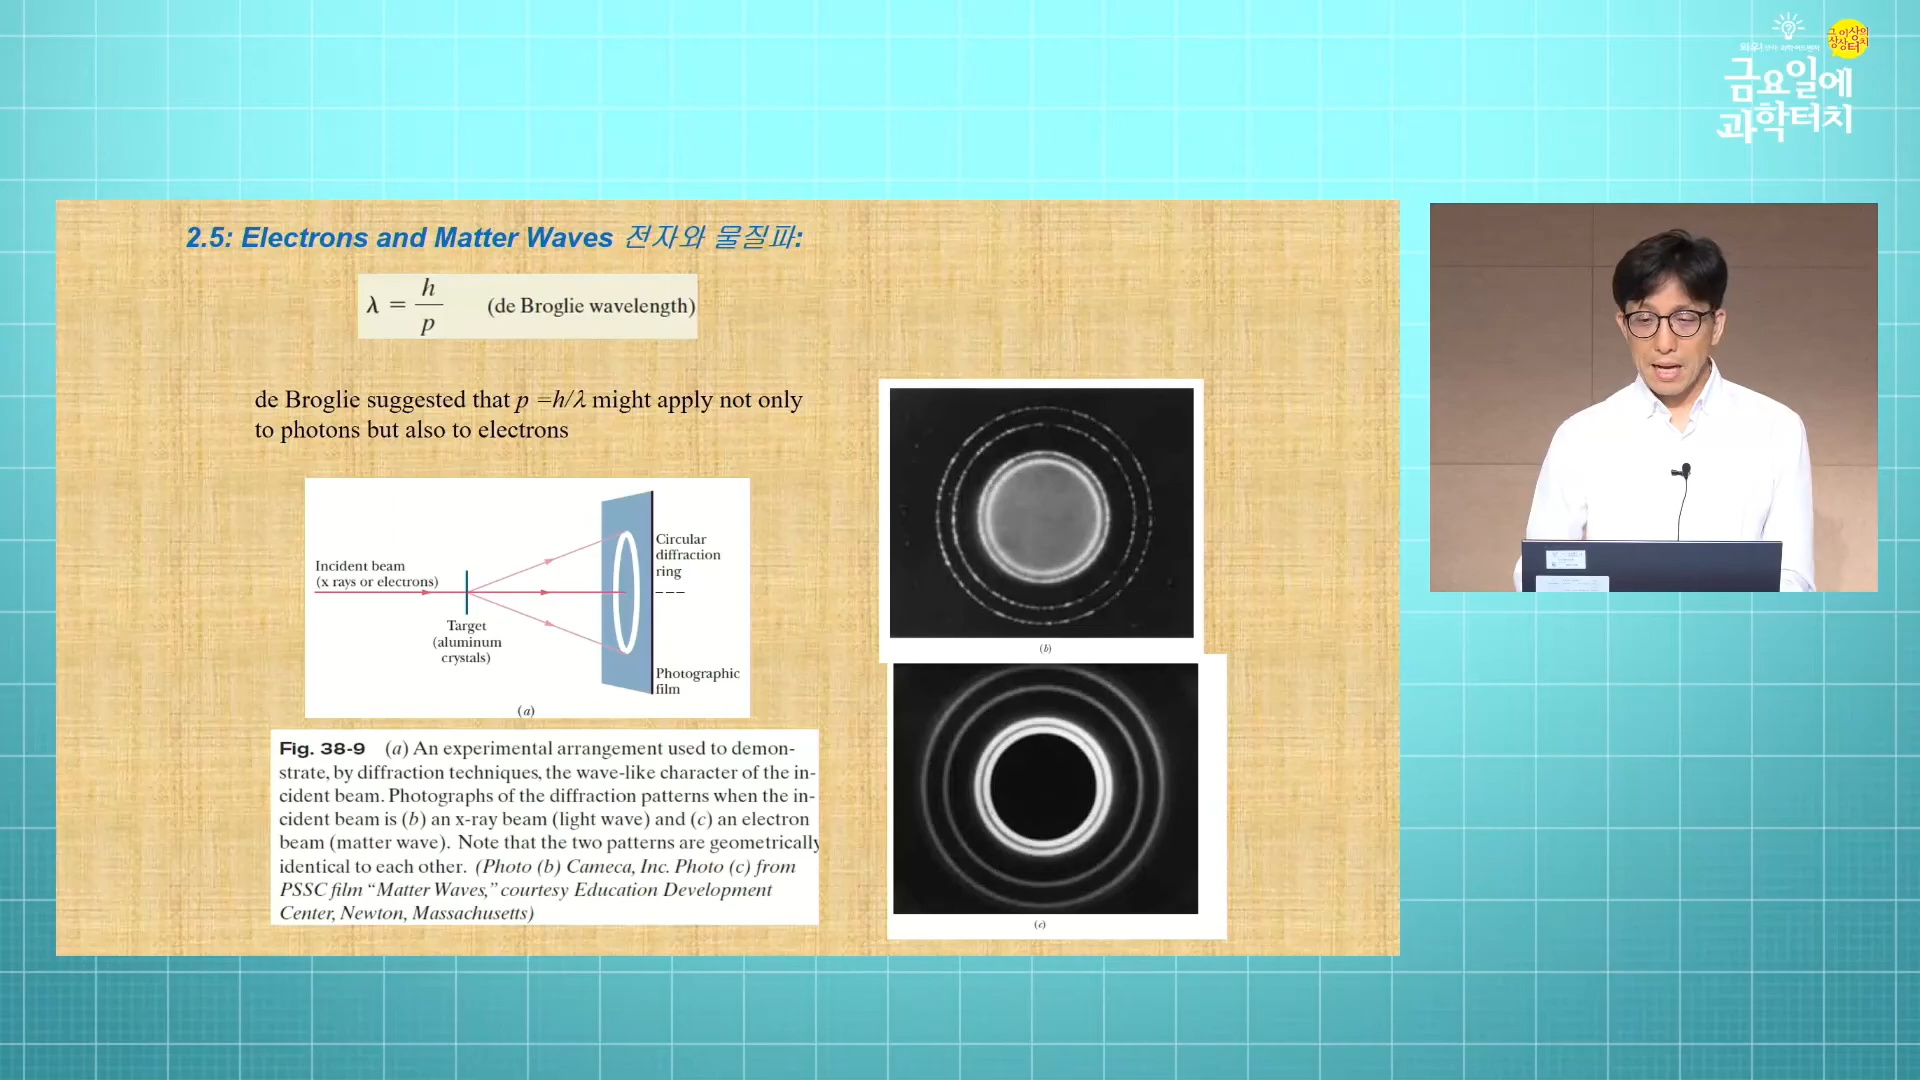 금요일에
과학터치
2.5: Electrons and Matter Waves 전자와 물질파:
λ = h/p (de Broglie wavelength)
de Broglie suggested that p =h/λ might apply not only
to photons but also to electrons
Incident beam
(x rays or electrons)
Target
(aluminum
crystals)
Circular
diffraction
ring
Photographic
film
(a)
Fig. 38-9 (a) An experimental arrangement used to demon-
strate, by diffraction techniques, the wave-like character of the in-
cident beam. Photographs of the diffraction patterns when the in-
cident beam is (b) an x-ray beam (light wave) and (c) an electron
beam (matter wave). Note that the two patterns are geometrically
identical to each other. (Photo (b) Cameca, Inc. Photo (c) from
PSSC film “Matter Waves,” courtesy Education Development
Center, Newton, Massachusetts)
(b)
(c)